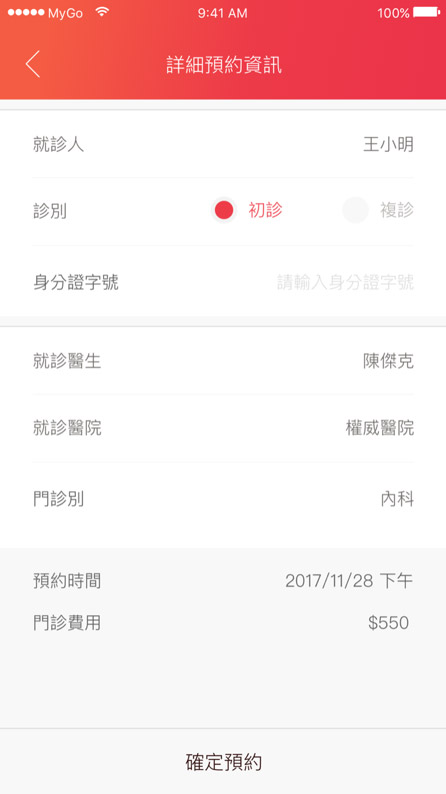 MyGo 9:41 AM 100%
詳細預約資訊
就診人 王小明
診別 初診 複診
身分證字號 請輸入身分證字號
就診醫生 陳傑克
就診醫院 權威醫院
門診別 內科
預約時間 2017/11/28 下午
門診費用 $550
確定預約